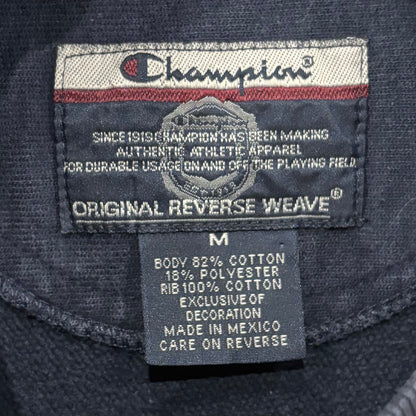 Champion®
SINCE 1919 CHAMPION HAS BEEN MAKING
AUTHENTIC ATHLETIC APPAREL
FOR DURABLE USAGE ON AND OFF THE PLAYING FIELD.
ORIGINAL REVERSE WEAVE®
M
BODY 82% COTTON
18% POLYESTER
RIB 100% COTTON
EXCLUSIVE OF
DECORATION
MADE IN MEXICO
CARE ON REVERSE